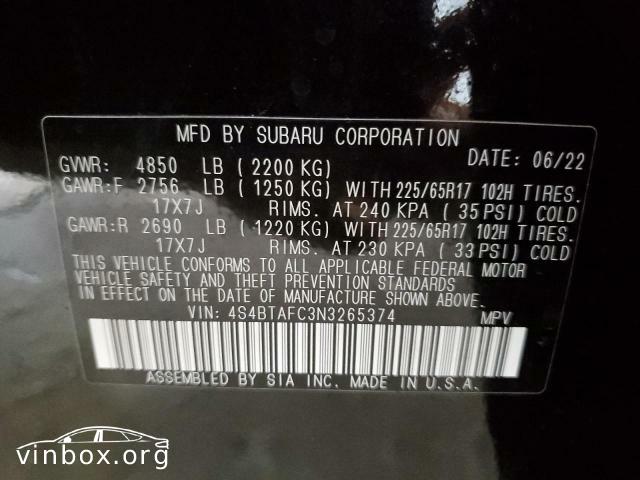 MFD BY SUBARU CORPORATION
DATE: 06/22
GVWR: 4850 LB ( 2200 KG)
GAWR:F 2756 LB ( 1250 KG) WITH 225/65R17 102H TIRES.
17X7J RIMS. AT 240 KPA ( 35 PSI) COLD
GAWR:R 2690 LB ( 1220 KG) WITH 225/65R17 102H TIRES.
17X7J RIMS. AT 230 KPA ( 33 PSI) COLD
THIS VEHICLE CONFORMS TO ALL APPLICABLE FEDERAL MOTOR
VEHICLE SAFETY AND THEFT PREVENTION STANDARDS
IN EFFECT ON THE DATE OF MANUFACTURE SHOWN ABOVE.
VIN: 4S4BTAFC3N3265374 MPV
ASSEMBLED BY SIA INC. MADE IN U.S.A.
vinbox.org